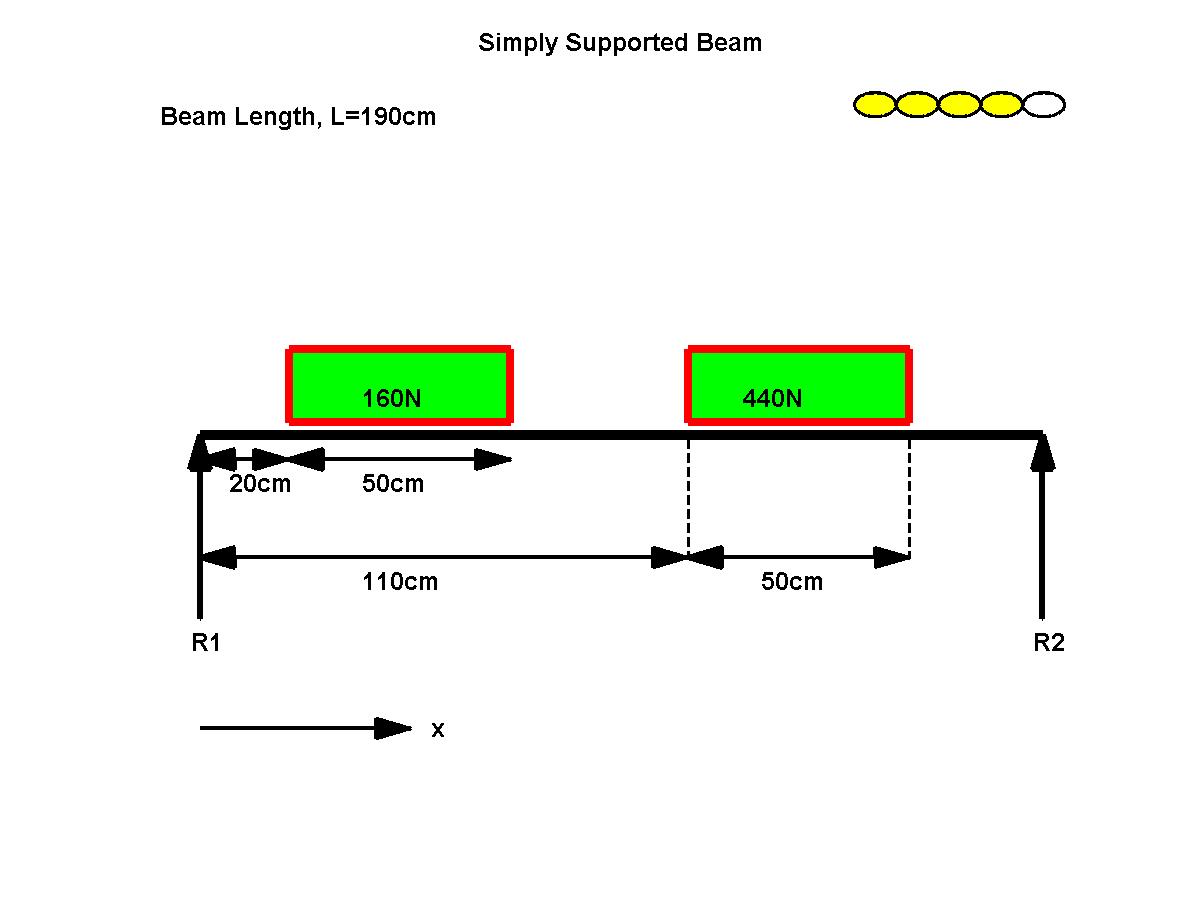 Simply Supported Beam
Beam Length, L=190cm
160N
440N
20cm
50cm
110cm
50cm
R1
R2
x